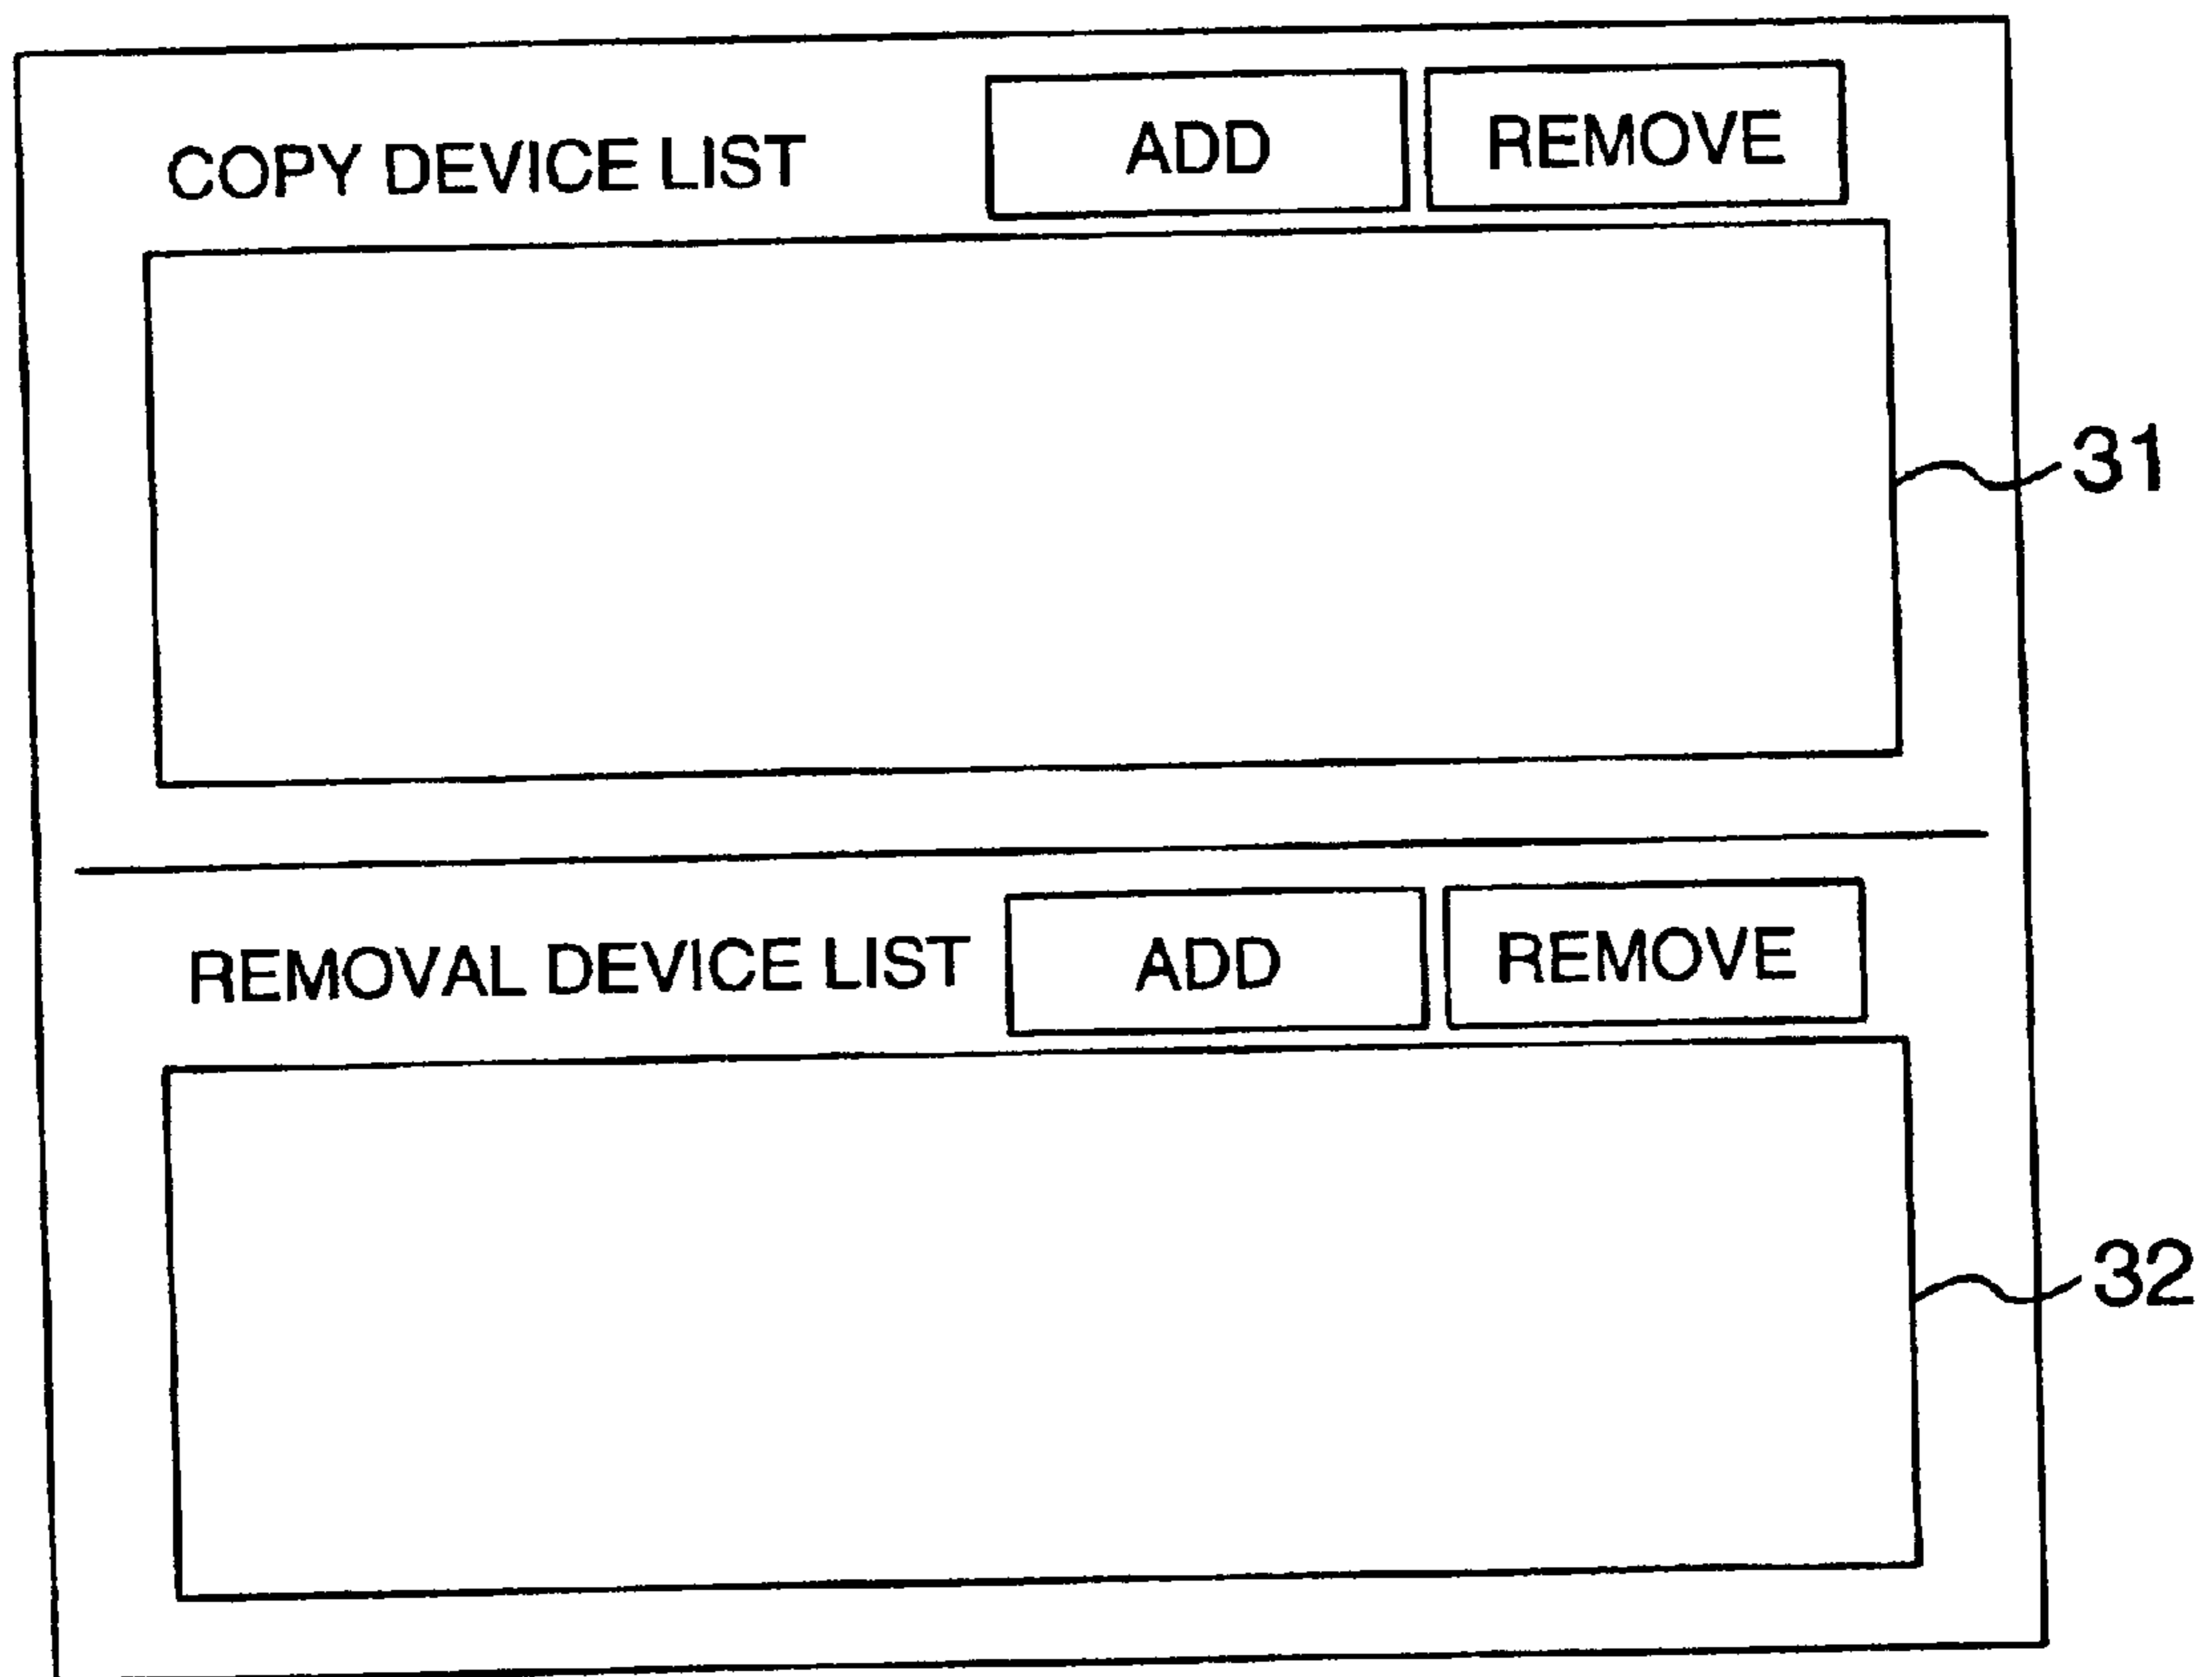 COPY DEVICE LIST ADD REMOVE
31
REMOVAL DEVICE LIST ADD REMOVE
32